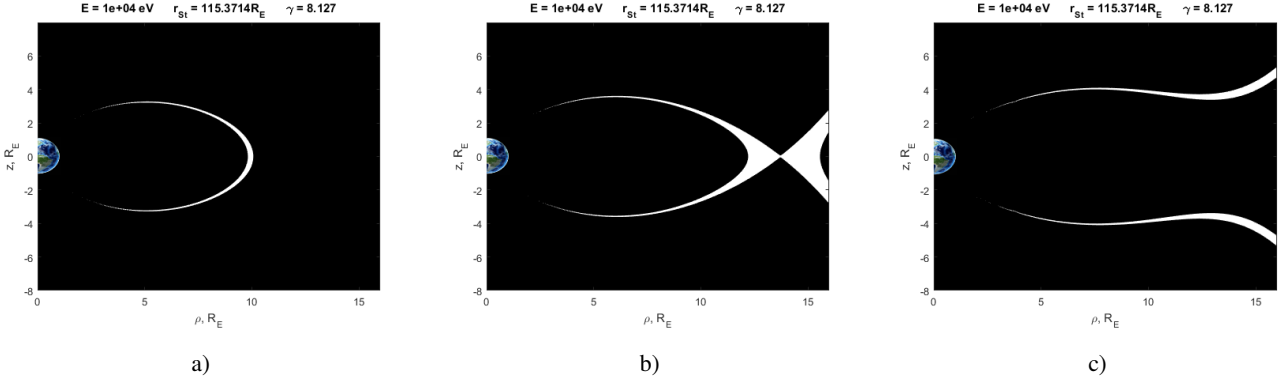 E = 1e+04 eV r_St = 115.3714R_E γ = 8.127
6
4
2
0
-2
-4
-6
-8
z, R_E
0 5 10 15
ρ, R_E
a)
E = 1e+04 eV r_St = 115.3714R_E γ = 8.127
6
4
2
0
-2
-4
-6
-8
z, R_E
0 5 10 15
ρ, R_E
b)
E = 1e+04 eV r_St = 115.3714R_E γ = 8.127
6
4
2
0
-2
-4
-6
-8
z, R_E
0 5 10 15
ρ, R_E
c)